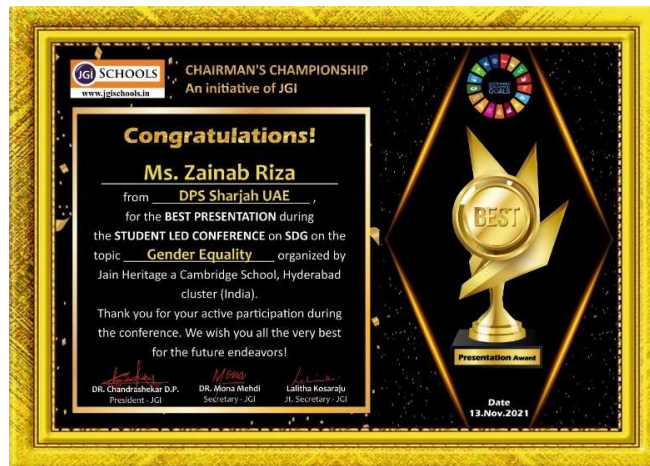 JGi SCHOOLS
www.jgischools.in
CHAIRMAN'S CHAMPIONSHIP
An initiative of JGI
Congratulations!
Ms. Zainab Riza
from DPS Sharjah UAE ,
for the BEST PRESENTATION during
the STUDENT LED CONFERENCE on SDG on the
topic Gender Equality organized by
Jain Heritage a Cambridge School, Hyderabad
cluster (India).
Thank you for your active participation during
the conference. We wish you all the very best
for the future endeavors!
DR. Chandrashekar D.P.
President - JGI
Mona
DR. Mona Mehdi
Secretary - JGI
Lalitha Kosaraju
Jt. Secretary - JGI
GOALS
BEST
Presentation Award
Date
13.Nov.2021